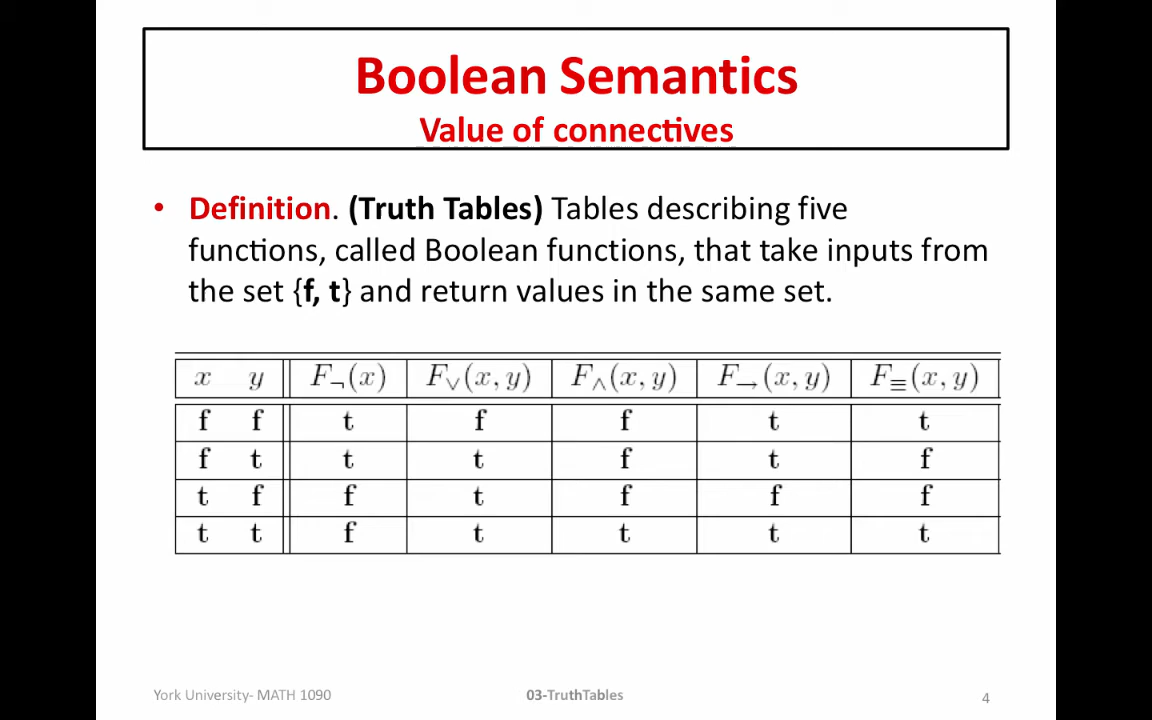 Boolean Semantics
Value of connectives
• Definition. (Truth Tables) Tables describing five
functions, called Boolean functions, that take inputs from
the set {f, t} and return values in the same set.
x y F¬(x) F∨(x, y) F∧(x, y) F→(x, y) F≡(x, y)
f f t f f t t
f t t t f t f
t f f t f f f
t t f t t t t
York University- MATH 1090 03-TruthTables 4